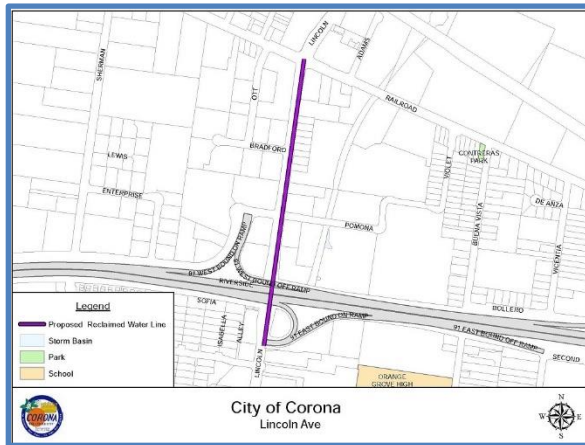 LINCOLN
ADAMS
SHERMAN
OTT
RAILROAD
BRADFORD
CONTRERAS
PARK
LEWIS
VIOLET
ENTERPRISE
DE ANZA
BUENA VISTA
POMONA
VICENTIA
91 WEST BOUND ON RAMP
91 WEST BOUND OFF RAMP
RIVERSIDE
SOFIA
BOLLERO
91 EAST BOUND ON RAMP
91 EAST BOUND OFF RAMP
ISABELLA
ALLEY
LINCOLN
SECOND
ORANGE
GROVE HIGH
Legend
Proposed Reclaimed Water Line
Storm Basin
Park
School
CORONA
City of Corona
Lincoln Ave
N
W
E
S